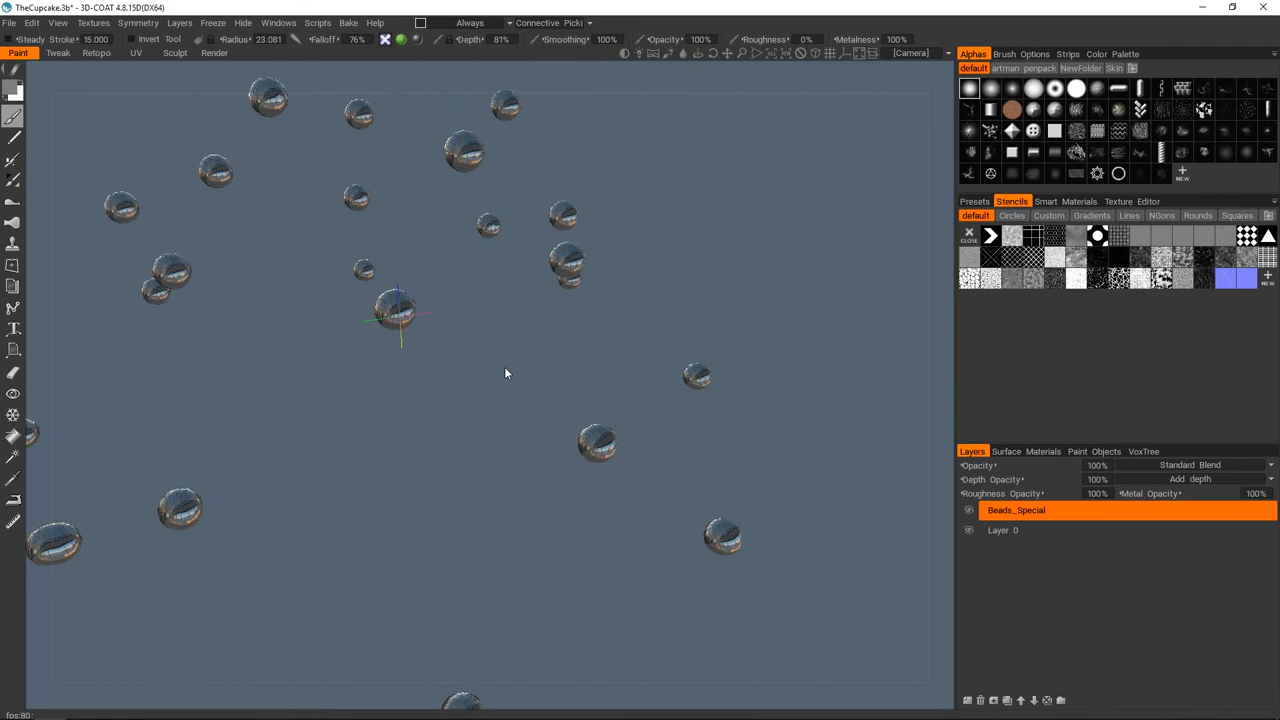 TheCupcake.3b* - 3D-COAT 4.8.15D(DX64)
File Edit View Textures Symmetry Layers Freeze Hide Windows Scripts Bake Help Always Connective Picki
Steady Stroke 15.000 Invert Tool Radius 23.081 Falloff 76% Depth 81% Smoothing 100% Opacity 100% Roughness 0% Metalness 100%
Paint Tweak Retopo UV Sculpt Render [Camera]
Alphas Brush Options Strips Color Palette
default artman penpack NewFolder Skin
NEW
Presets Stencils Smart Materials Texture Editor
default Circles Custom Gradients Lines NGons Rounds Squares
CLOSE
NEW
Layers Surface Materials Paint Objects VoxTree
Opacity 100% Standard Blend
Depth Opacity 100% Add depth
Roughness Opacity 100% Metal Opacity 100%
Beads_Special
Layer 0
fps:80;